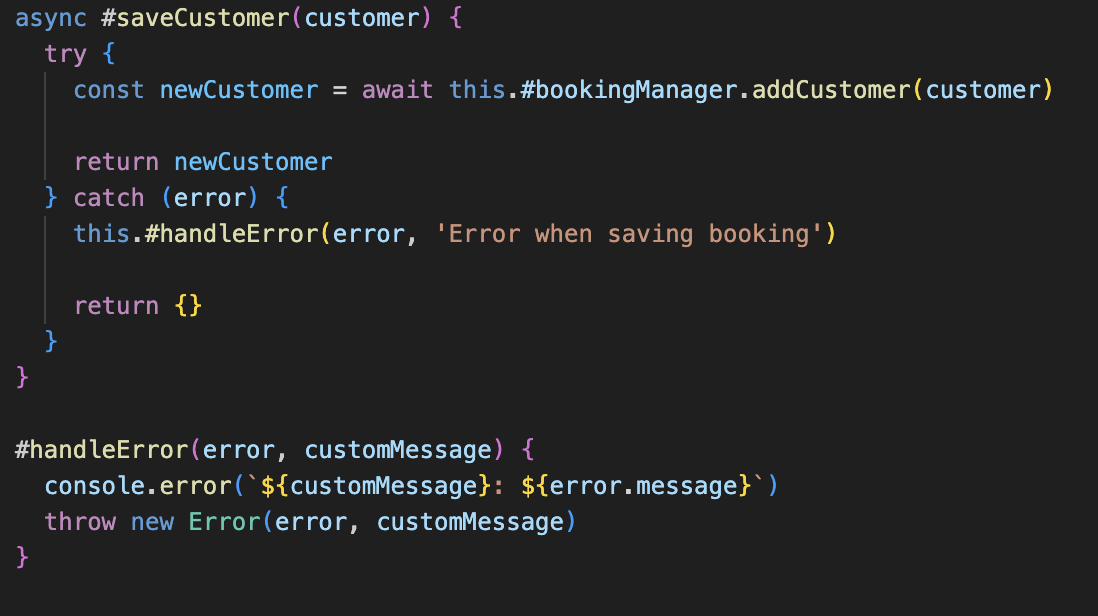 async #saveCustomer(customer) {
try {
const newCustomer = await this.#bookingManager.addCustomer(customer)
return newCustomer
} catch (error) {
this.#handleError(error, 'Error when saving booking')
return {}
}
}
#handleError(error, customMessage) {
console.error(`${customMessage}: ${error.message}`)
throw new Error(error, customMessage)
}